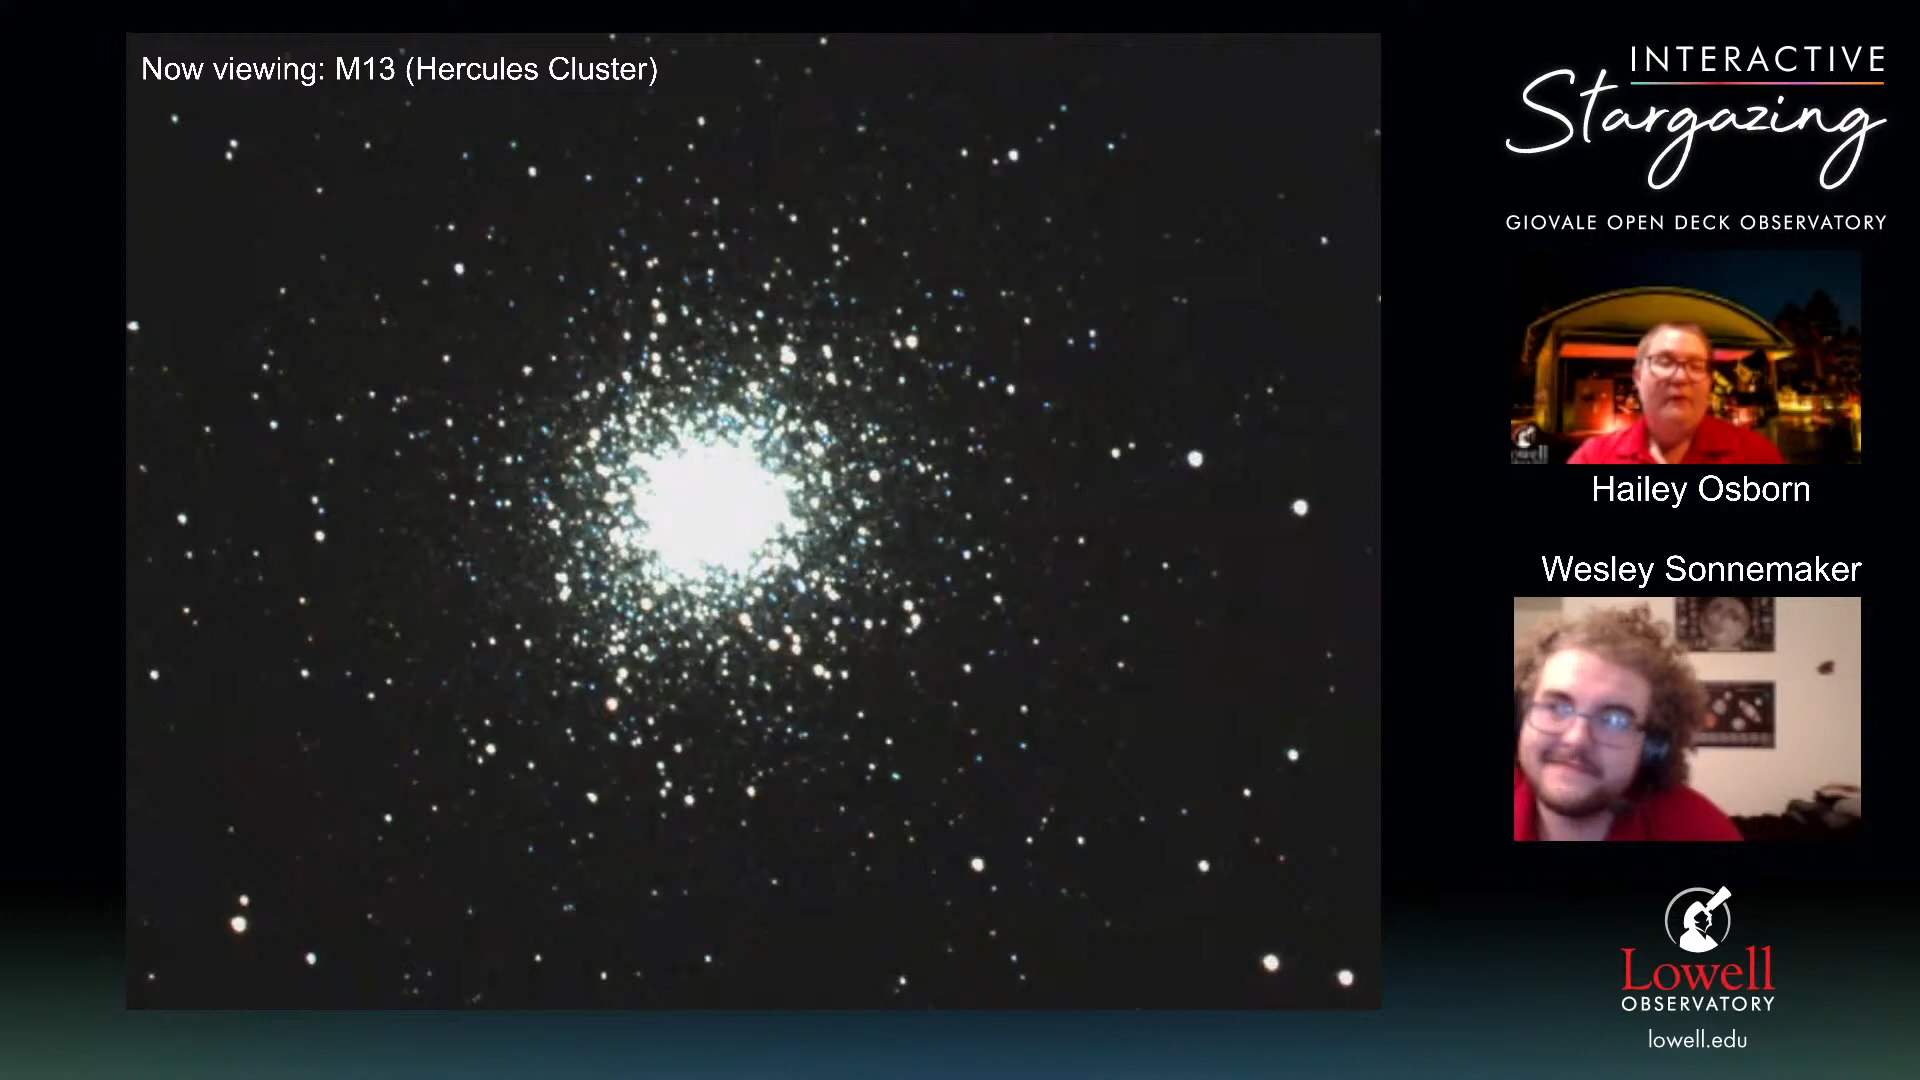 Now viewing: M13 (Hercules Cluster)
INTERACTIVE
Stargazing
GIOVALE OPEN DECK OBSERVATORY
Hailey Osborn
Wesley Sonnemaker
LOWELL
OBSERVATORY
lowell.edu